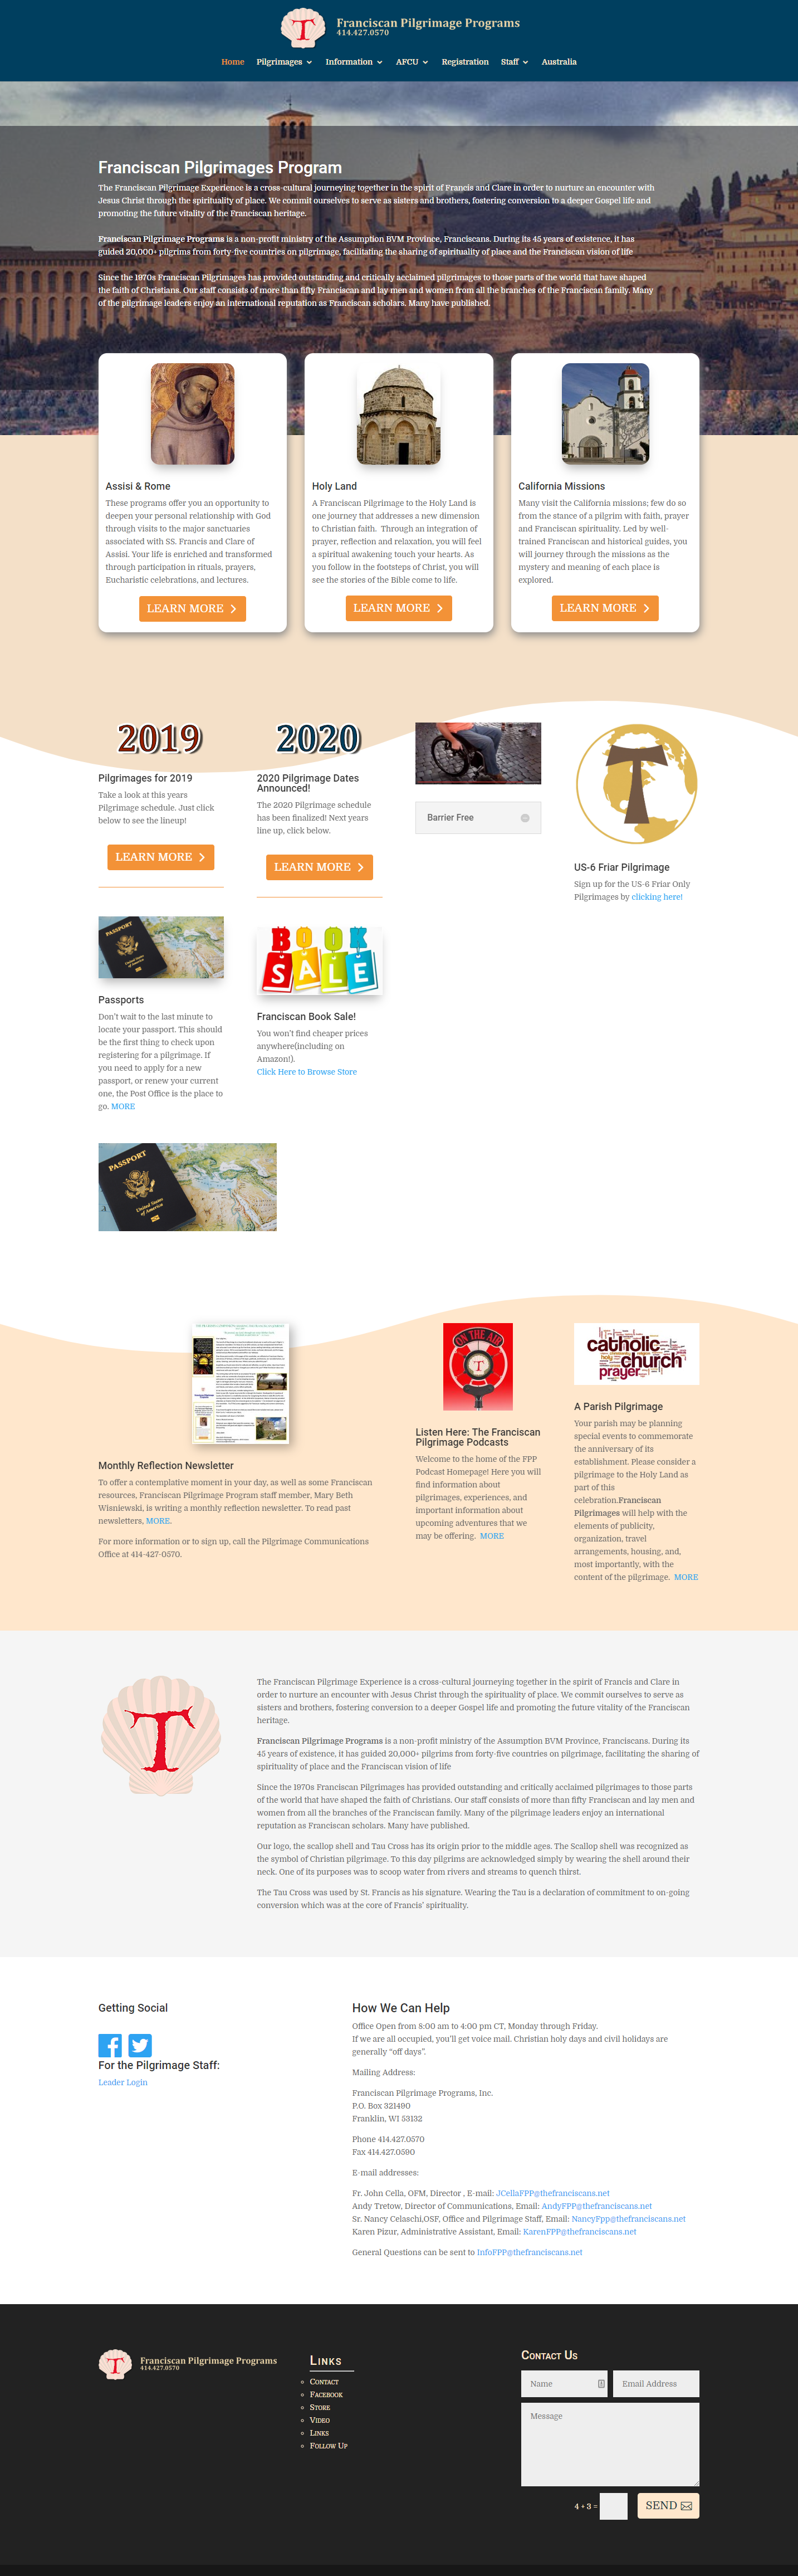 Franciscan Pilgrimage Programs
414.427.0570
Home Pilgrimages Information AFCU Registration Staff Australia
Franciscan Pilgrimages Program
The Franciscan Pilgrimage Experience is a cross-cultural journeying together in the spirit of Francis and Clare in order to nurture an encounter with
Jesus Christ through the spirituality of place. We commit ourselves to serve as sisters and brothers, fostering conversion to a deeper Gospel life and
promoting the future vitality of the Franciscan heritage.
Franciscan Pilgrimage Programs is a non-profit ministry of the Assumption BVM Province, Franciscans. During its 45 years of existence, it has
guided 20,000+ pilgrims from forty-five countries on pilgrimage, facilitating the sharing of spirituality of place and the Franciscan vision of life
Since the 1970s Franciscan Pilgrimages has provided outstanding and critically acclaimed pilgrimages to those parts of the world that have shaped
the faith of Christians. Our staff consists of more than fifty Franciscan and lay men and women from all the branches of the Franciscan family. Many
of the pilgrimage leaders enjoy an international reputation as Franciscan scholars. Many have published.
Assisi & Rome
These programs offer you an opportunity to
deepen your personal relationship with God
through visits to the major sanctuaries
associated with SS. Francis and Clare of
Assisi. Your life is enriched and transformed
through participation in rituals, prayers,
Eucharistic celebrations, and lectures.
LEARN MORE
Holy Land
A Franciscan Pilgrimage to the Holy Land is
one journey that addresses a new dimension
to Christian faith. Through an integration of
prayer, reflection and relaxation, you will feel
a spiritual awakening touch your hearts. As
you follow in the footsteps of Christ, you will
see the stories of the Bible come to life.
LEARN MORE
California Missions
Many visit the California missions; few do so
from the stance of a pilgrim with faith, prayer
and Franciscan spirituality. Led by well-
trained Franciscan and historical guides, you
will journey through the missions as the
mystery and meaning of each place is
explored.
LEARN MORE
2019
Pilgrimages for 2019
Take a look at this years
Pilgrimage schedule. Just click
below to see the lineup!
LEARN MORE
PASSPORT
Passports
Don't wait to the last minute to
locate your passport. This should
be the first thing to check upon
registering for a pilgrimage. If
you need to apply for a new
passport, or renew your current
one, the Post Office is the place to
go. MORE
2020
2020 Pilgrimage Dates
Announced!
The 2020 Pilgrimage schedule
has been finalized! Next years
line up, click below.
LEARN MORE
BOOK
SALE
Franciscan Book Sale!
You won't find cheaper prices
anywhere(including on
Amazon!).
Click Here to Browse Store
Barrier Free
US-6 Friar Pilgrimage
Sign up for the US-6 Friar Only
Pilgrimages by clicking here!
PASSPORT
United States
of America
Monthly Reflection Newsletter
To offer a contemplative moment in your day, as well as some Franciscan
resources, Franciscan Pilgrimage Program staff member, Mary Beth
Wisniewski, is writing a monthly reflection newsletter. To read past
newsletters, MORE.
For more information or to sign up, call the Pilgrimage Communications
Office at 414-427-0570.
ON THE AIR
T
Listen Here: The Franciscan
Pilgrimage Podcasts
Welcome to the home of the FPP
Podcast Homepage! Here you will
find information about
pilgrimages, experiences, and
important information about
upcoming adventures that we
may be offering. MORE
catholic
church
holy
prayer
A Parish Pilgrimage
Your parish may be planning
special events to commemorate
the anniversary of its
establishment. Please consider a
pilgrimage to the Holy Land as
part of this
celebration.Franciscan
Pilgrimages will help with the
elements of publicity,
organization, travel
arrangements, housing, and,
most importantly, with the
content of the pilgrimage. MORE
The Franciscan Pilgrimage Experience is a cross-cultural journeying together in the spirit of Francis and Clare in
order to nurture an encounter with Jesus Christ through the spirituality of place. We commit ourselves to serve as
sisters and brothers, fostering conversion to a deeper Gospel life and promoting the future vitality of the Franciscan
heritage.
Franciscan Pilgrimage Programs is a non-profit ministry of the Assumption BVM Province, Franciscans. During its
45 years of existence, it has guided 20,000+ pilgrims from forty-five countries on pilgrimage, facilitating the sharing of
spirituality of place and the Franciscan vision of life
Since the 1970s Franciscan Pilgrimages has provided outstanding and critically acclaimed pilgrimages to those parts
of the world that have shaped the faith of Christians. Our staff consists of more than fifty Franciscan and lay men and
women from all the branches of the Franciscan family. Many of the pilgrimage leaders enjoy an international
reputation as Franciscan scholars. Many have published.
Our logo, the scallop shell and Tau Cross has its origin prior to the middle ages. The Scallop shell was recognized as
the symbol of Christian pilgrimage. To this day pilgrims are acknowledged simply by wearing the shell around their
neck. One of its purposes was to scoop water from rivers and streams to quench thirst.
The Tau Cross was used by St. Francis as his signature. Wearing the Tau is a declaration of commitment to on-going
conversion which was at the core of Francis' spirituality.
Getting Social
For the Pilgrimage Staff:
Leader Login
How We Can Help
Office Open from 8:00 am to 4:00 pm CT, Monday through Friday.
If we are all occupied, you'll get voice mail. Christian holy days and civil holidays are
generally "off days".
Mailing Address:
Franciscan Pilgrimage Programs, Inc.
P.O. Box 321490
Franklin, WI 53132
Phone 414.427.0570
Fax 414.427.0590
E-mail addresses:
Fr. John Cella, OFM, Director , E-mail: JCellaFPP@thefranciscans.net
Andy Tretow, Director of Communications, Email: AndyFPP@thefranciscans.net
Sr. Nancy Celaschi,OSF, Office and Pilgrimage Staff, Email: NancyFpp@thefranciscans.net
Karen Pizur, Administrative Assistant, Email: KarenFPP@thefranciscans.net
General Questions can be sent to InfoFPP@thefranciscans.net
Franciscan Pilgrimage Programs
414.427.0570
Links
Contact
Facebook
Store
Video
Links
Follow Up
Contact Us
Name Email Address
Message
4 + 3 =
SEND